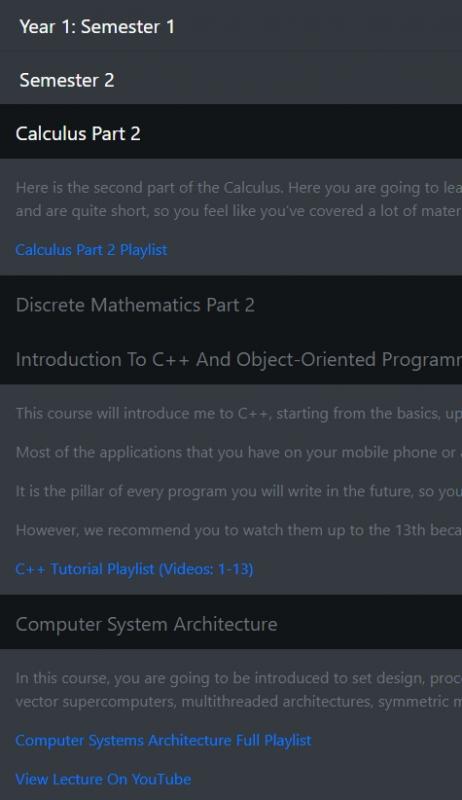 Year 1: Semester 1
Semester 2
Calculus Part 2
Here is the second part of the Calculus. Here you are going to
and are quite short, so you feel like you've covered a lot of
Calculus Part 2 Playlist
Discrete Mathematics Part 2
Introduction To C++ And Object-Oriented
This course will introduce me to C++, starting from the basics, up
Most of the applications that you have on your mobile phone or
It is the pillar of every program you will write in the future, so you
However, we recommend you to watch them up to the 13th
C++ Tutorial Playlist (Videos: 1-13)
Computer System Architecture
In this course, you are going to be introduced to set design,
vector supercomputers, multithreaded architectures, symmetric
Computer Systems Architecture Full Playlist
View Lecture On YouTube